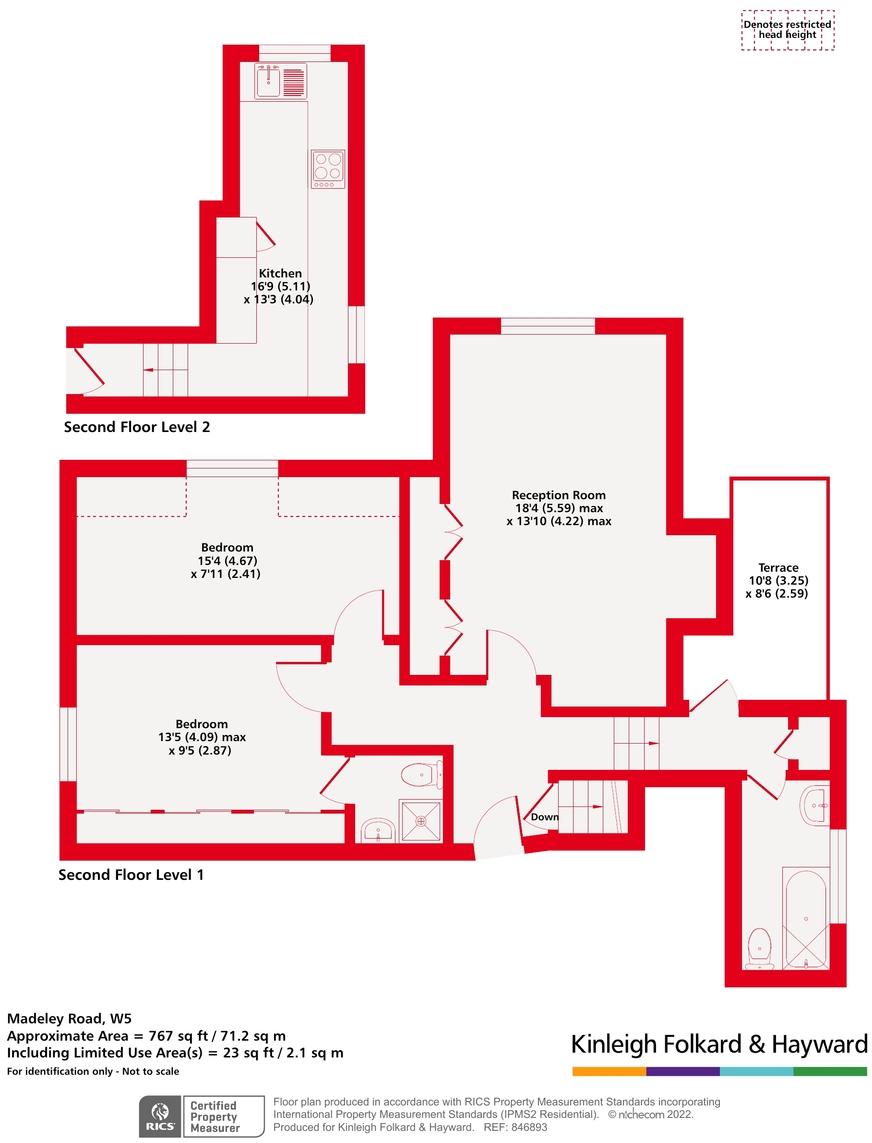 Denotes restricted
head height
Kitchen
16'9 (5.11)
x 13'3 (4.04)
Second Floor Level 2
Reception Room
18'4 (5.59) max
x 13'10 (4.22) max
Bedroom
15'4 (4.67)
x 7'11 (2.41)
Terrace
10'8 (3.25)
x 8'6 (2.59)
Bedroom
13'5 (4.09) max
x 9'5 (2.87)
Down
Second Floor Level 1
Madeley Road, W5
Approximate Area = 767 sq ft / 71.2 sq m
Including Limited Use Area(s) = 23 sq ft / 2.1 sq m
For identification only - Not to scale
Kinleigh Folkard & Hayward
RICS
Certified
Property
Measurer
Floor plan produced in accordance with RICS Property Measurement Standards incorporating
International Property Measurement Standards (IPMS2 Residential). © nichecom 2022.
Produced for Kinleigh Folkard & Hayward. REF: 846893